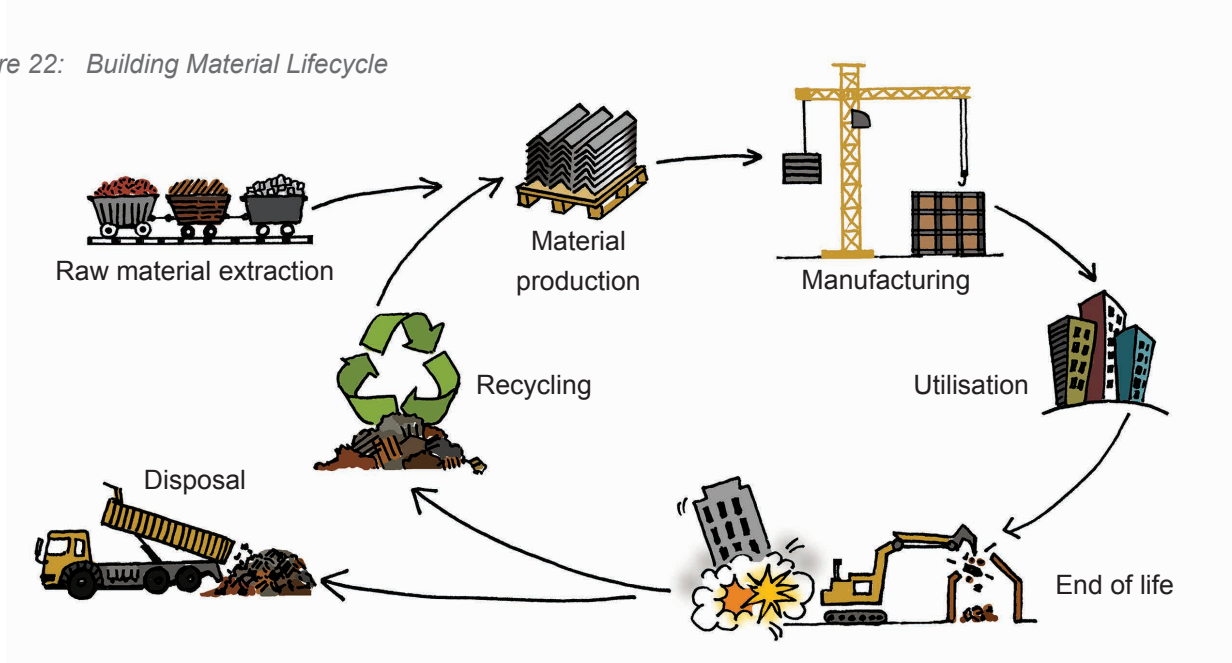 re 22: Building Material Lifecycle
Raw material extraction
Material
production
Manufacturing
Recycling
Utilisation
Disposal
End of life